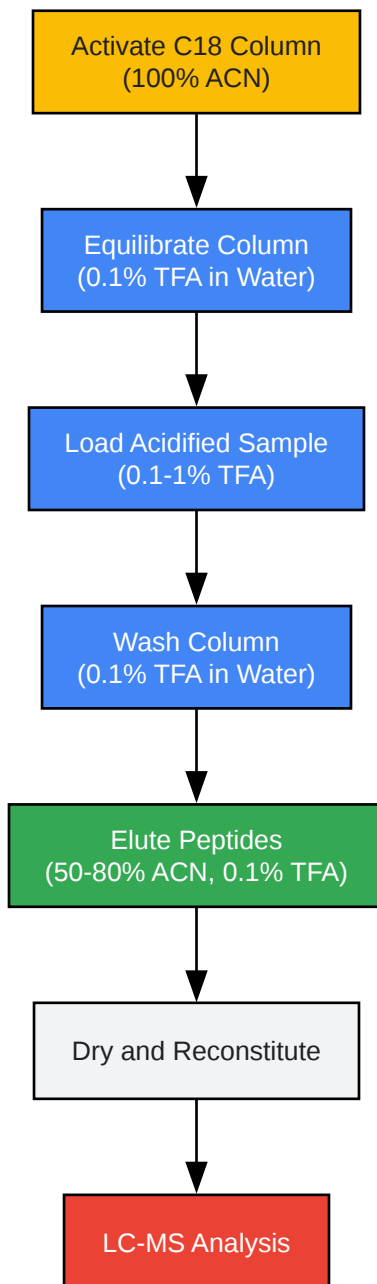 Activate C18 Column
(100% ACN)
Equilibrate Column
(0.1% TFA in Water)
Load Acidified Sample
(0.1-1% TFA)
Wash Column
(0.1% TFA in Water)
Elute Peptides
(50-80% ACN, 0.1% TFA)
Dry and Reconstitute
LC-MS Analysis